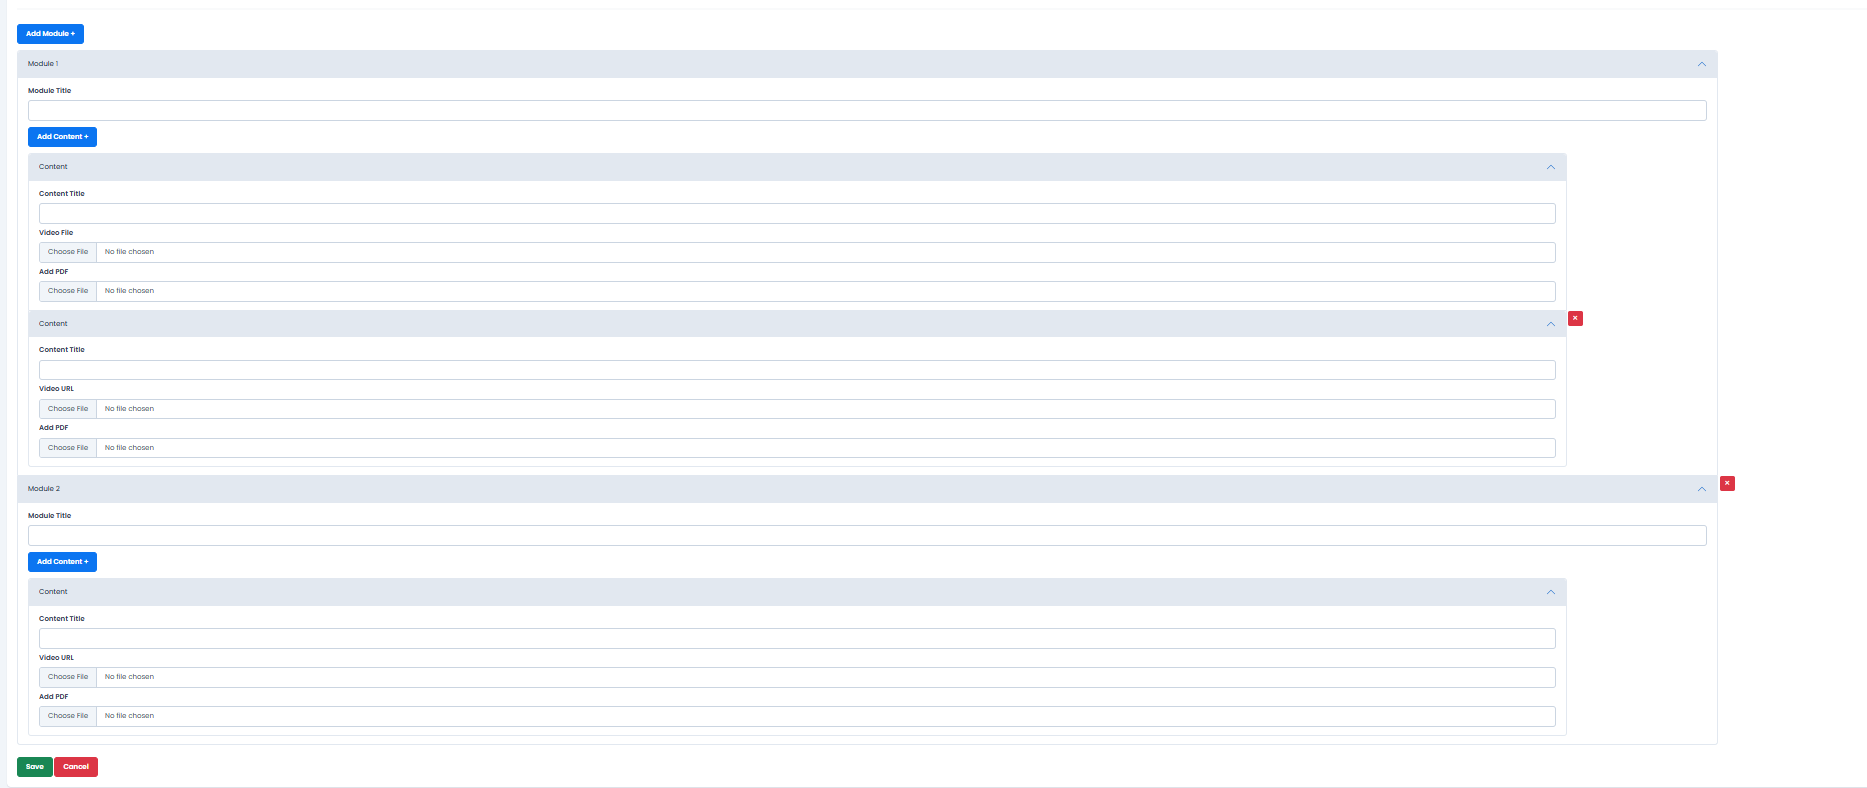 Add Module +
Module 1
Module Title
Add Content +
Content
Content Title
Video File
Choose File No file chosen
Add PDF
Choose File No file chosen
Content
×
Content Title
Video URL
Choose File No file chosen
Add PDF
Choose File No file chosen
Module 2
×
Module Title
Add Content +
Content
Content Title
Video URL
Choose File No file chosen
Add PDF
Choose File No file chosen
Save Cancel